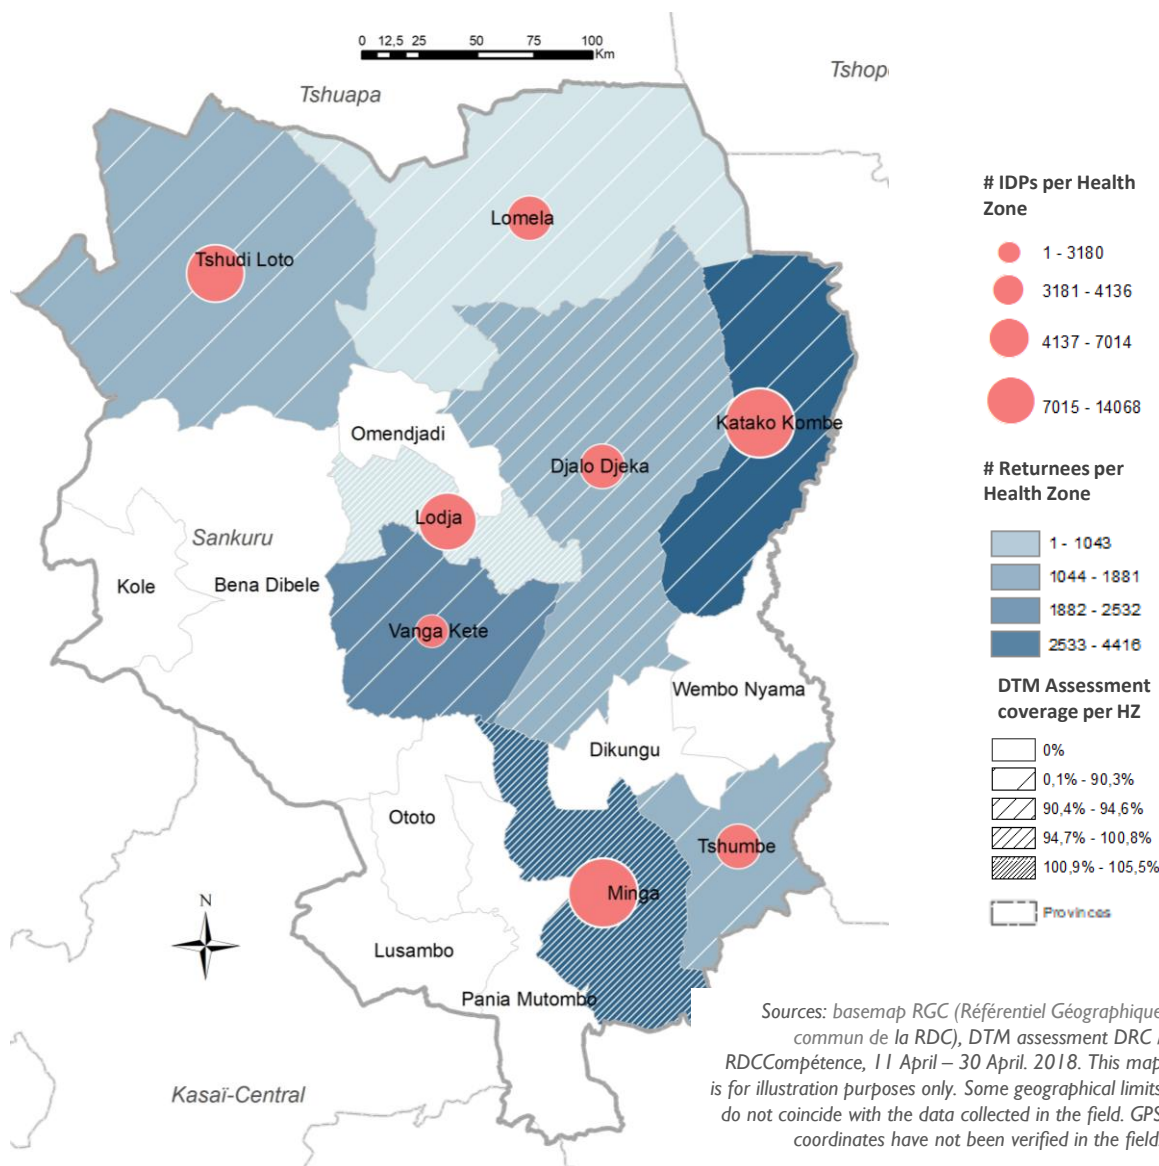 0 12,5 25 50 75 100
Km
Tshuapa
Tshop
Lomela
Tshudi Loto
Katako Kombe
Omendjadi
Djalo Djeka
Lodja
Sankuru
Kole
Bena Dibele
Vanga Kete
Wembo Nyama
Dikungu
Ototo
Tshumbe
Minga
N
Lusambo
Pania Mutombo
Kasaï-Central
# IDPs per Health
Zone
1 - 3180
3181 - 4136
4137 - 7014
7015 - 14068
# Returnees per
Health Zone
1 - 1043
1044 - 1881
1882 - 2532
2533 - 4416
DTM Assessment
coverage per HZ
0%
0,1% - 90,3%
90,4% - 94,6%
94,7% - 100,8%
100,9% - 105,5%
Provinces
Sources: basemap RGC (Référentiel Géographique
commun de la RDC), DTM assessment DRC
RDCCompétence, 11 April – 30 April. 2018. This map
is for illustration purposes only. Some geographical limits
do not coincide with the data collected in the field. GPS
coordinates have not been verified in the field.